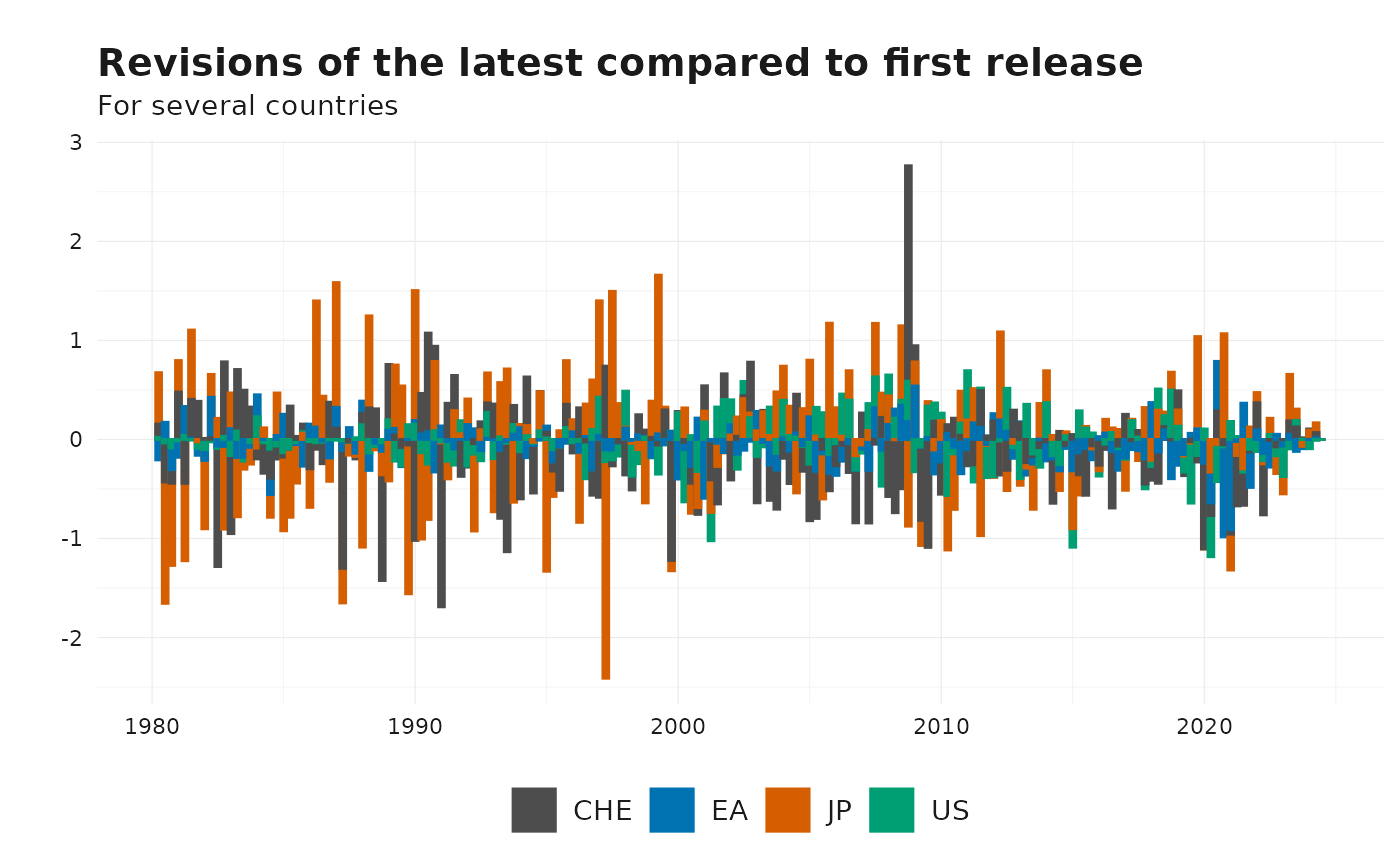 Revisions of the latest compared to first release
For several countries
3
2
1
0
-1
-2
1980 1990 2000 2010 2020
CHE EA JP US